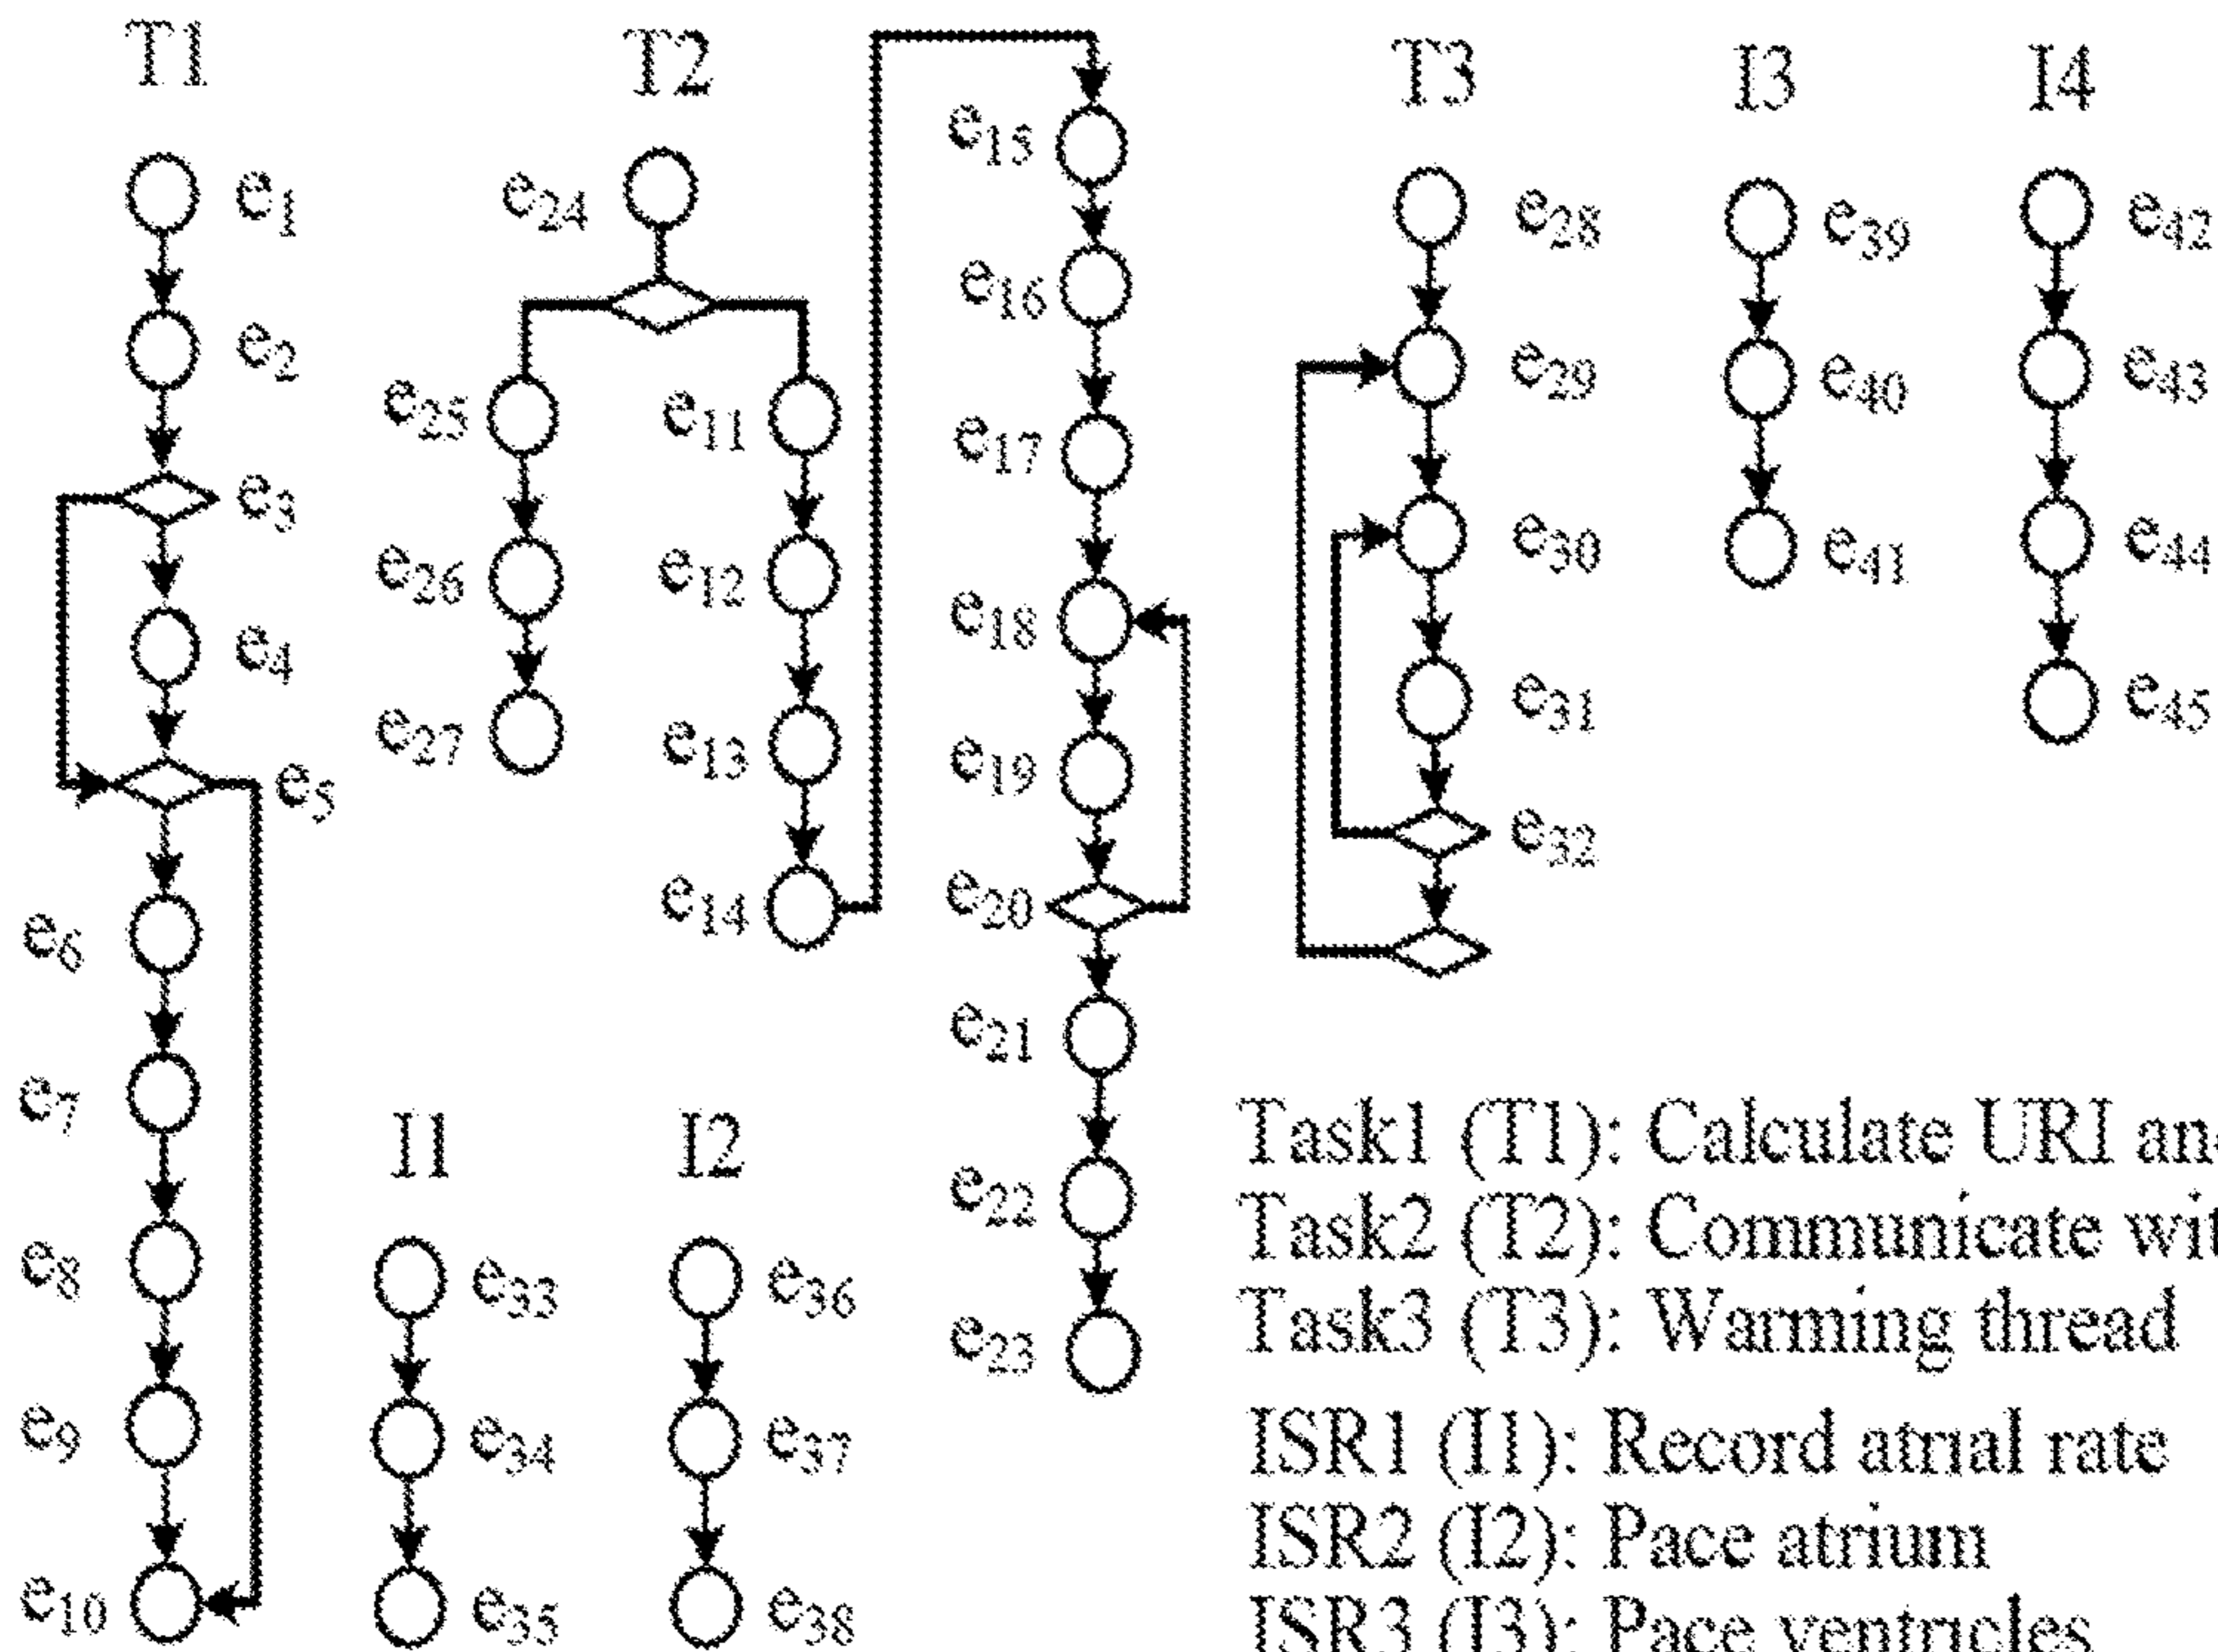 T1
T2
T3
I3
I4
e1
e2
e3
e4
e5
e6
e7
e8
e9
e10
e24
e25
e26
e27
e11
e12
e13
e14
e15
e16
e17
e18
e19
e20
e21
e22
e23
e28
e29
e30
e31
e32
e39
e40
e41
e42
e43
e44
e45
I1
I2
e33
e34
e35
e36
e37
e38
Task1 (T1): Calculate URI
Task2 (T2): Communicate
Task3 (T3): Warming thread
ISR1 (I1): Record atrial rate
ISR2 (I2): Pace atrium
ISR3 (I3): Pace ventricles